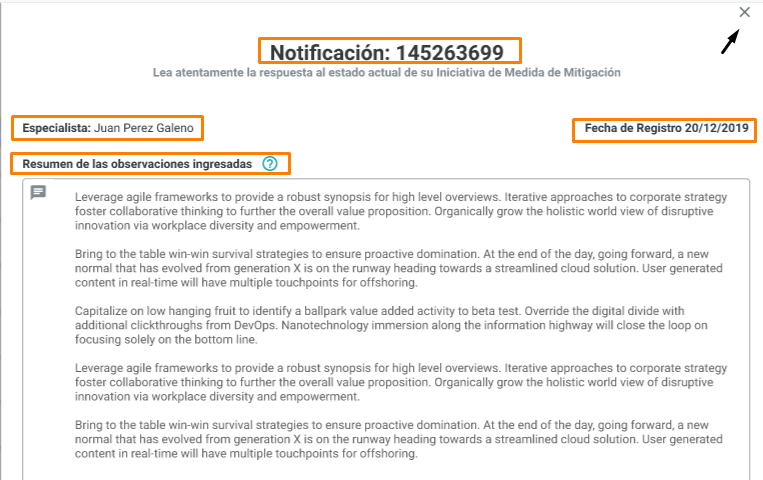 Notificación: 145263699
Lea atentamente la respuesta al estado actual de su Iniciativa de Medida de Mitigación
Especialista: Juan Perez Galeno
Fecha de Registro 20/12/2019
Resumen de las observaciones ingresadas ?
Leverage agile frameworks to provide a robust synopsis for high level overviews. Iterative approaches to corporate strategy
foster collaborative thinking to further the overall value proposition. Organically grow the holistic world view of disruptive
innovation via workplace diversity and empowerment.
Bring to the table win-win survival strategies to ensure proactive domination. At the end of the day, going forward, a new
normal that has evolved from generation X is on the runway heading towards a streamlined cloud solution. User generated
content in real-time will have multiple touchpoints for offshoring.
Capitalize on low hanging fruit to identify a ballpark value added activity to beta test. Override the digital divide with
additional clickthroughs from DevOps. Nanotechnology immersion along the information highway will close the loop on
focusing solely on the bottom line.
Leverage agile frameworks to provide a robust synopsis for high level overviews. Iterative approaches to corporate strategy
foster collaborative thinking to further the overall value proposition. Organically grow the holistic world view of disruptive
innovation via workplace diversity and empowerment.
Bring to the table win-win survival strategies to ensure proactive domination. At the end of the day, going forward, a new
normal that has evolved from generation X is on the runway heading towards a streamlined cloud solution. User generated
content in real-time will have multiple touchpoints for offshoring.